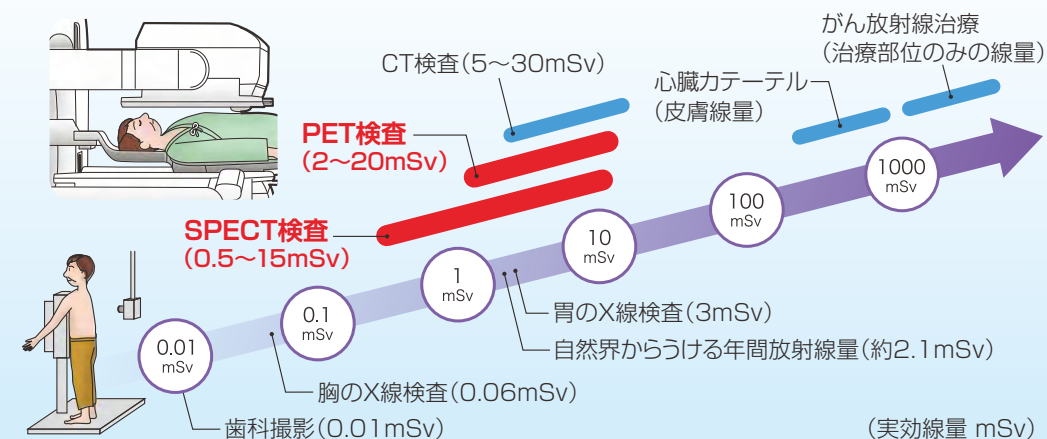 がん放射線治療
（治療部位のみの線量）
CT検査（5〜30mSv）
心臓カテーテル
（皮膚線量）
PET検査
（2〜20mSv）
SPECT検査
（0.5〜15mSv）
1000
mSv
100
mSv
10
mSv
1
mSv
0.1
mSv
0.01
mSv
胃のX線検査（3mSv）
自然界からうける年間放射線量（約2.1mSv）
胸のX線検査（0.06mSv）
歯科撮影（0.01mSv）
（実効線量 mSv）